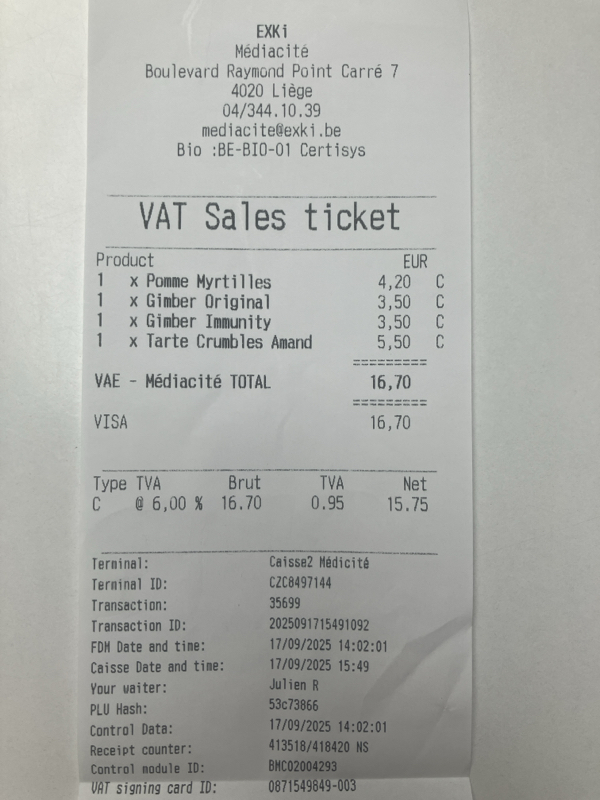 EXKi
Médiacité
Boulevard Raymond Point Carré 7
4020 Liège
04/344.10.39
mediacite@exki.be
Bio :BE-BIO-01 Certisys
VAT Sales ticket
Product EUR
1 x Pomme Myrtilles 4,20 C
1 x Gimber Original 3,50 C
1 x Gimber Immunity 3,50 C
1 x Tarte Crumbles Amand 5,50 C
=========
VAE - Médiacité TOTAL 16,70
=========
VISA 16,70
Type TVA Brut TVA Net
C @ 6,00 % 16.70 0.95 15.75
Terminal: Caisse2 Médicité
Terminal ID: CZC8497144
Transaction: 35699
Transaction ID: 2025091715491092
FDM Date and time: 17/09/2025 14:02:01
Caisse Date and time: 17/09/2025 15:49
Your waiter: Julien R
PLU Hash: 53c73866
Control Data: 17/09/2025 14:02:01
Receipt counter: 413518/418420 NS
Control module ID: BMC02004293
VAT signing card ID: 0871549849-003